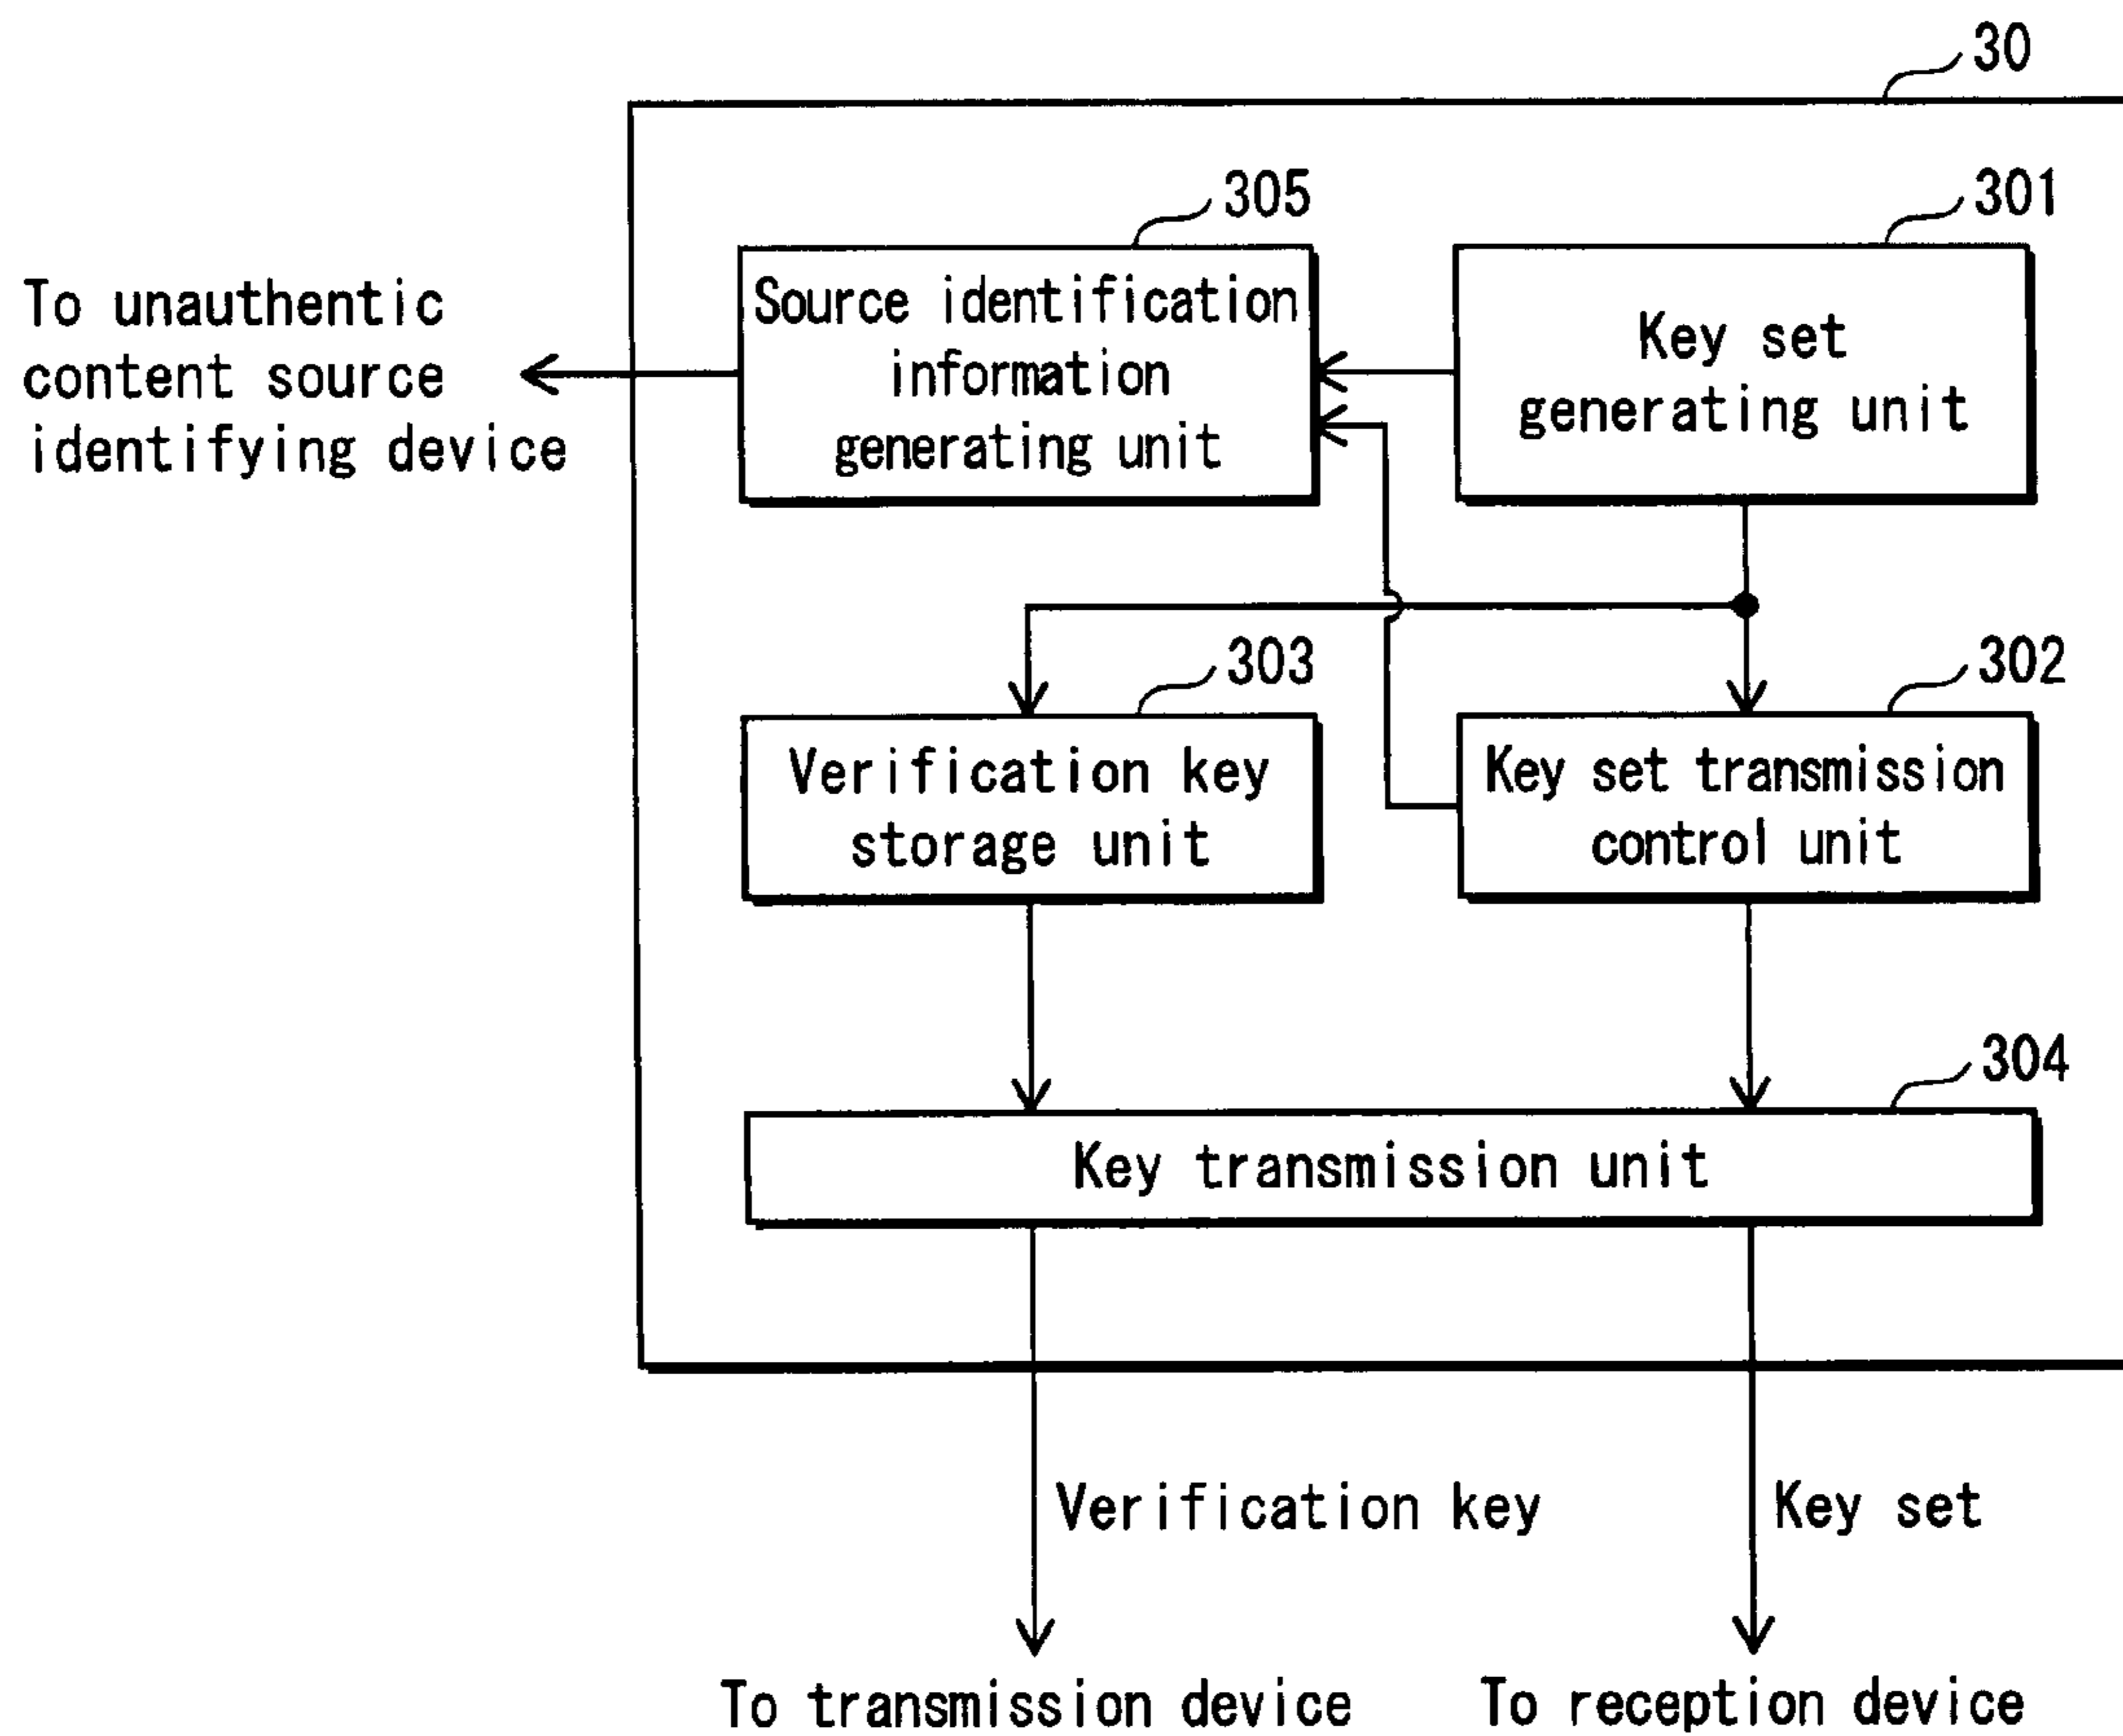 30
305
301
To unauthentic
content source
identifying device
Source identification
information
generating unit
Key set
generating unit
303
302
Verification key
storage unit
Key set transmission
control unit
304
Key transmission unit
Verification key
Key set
To transmission device
To reception device